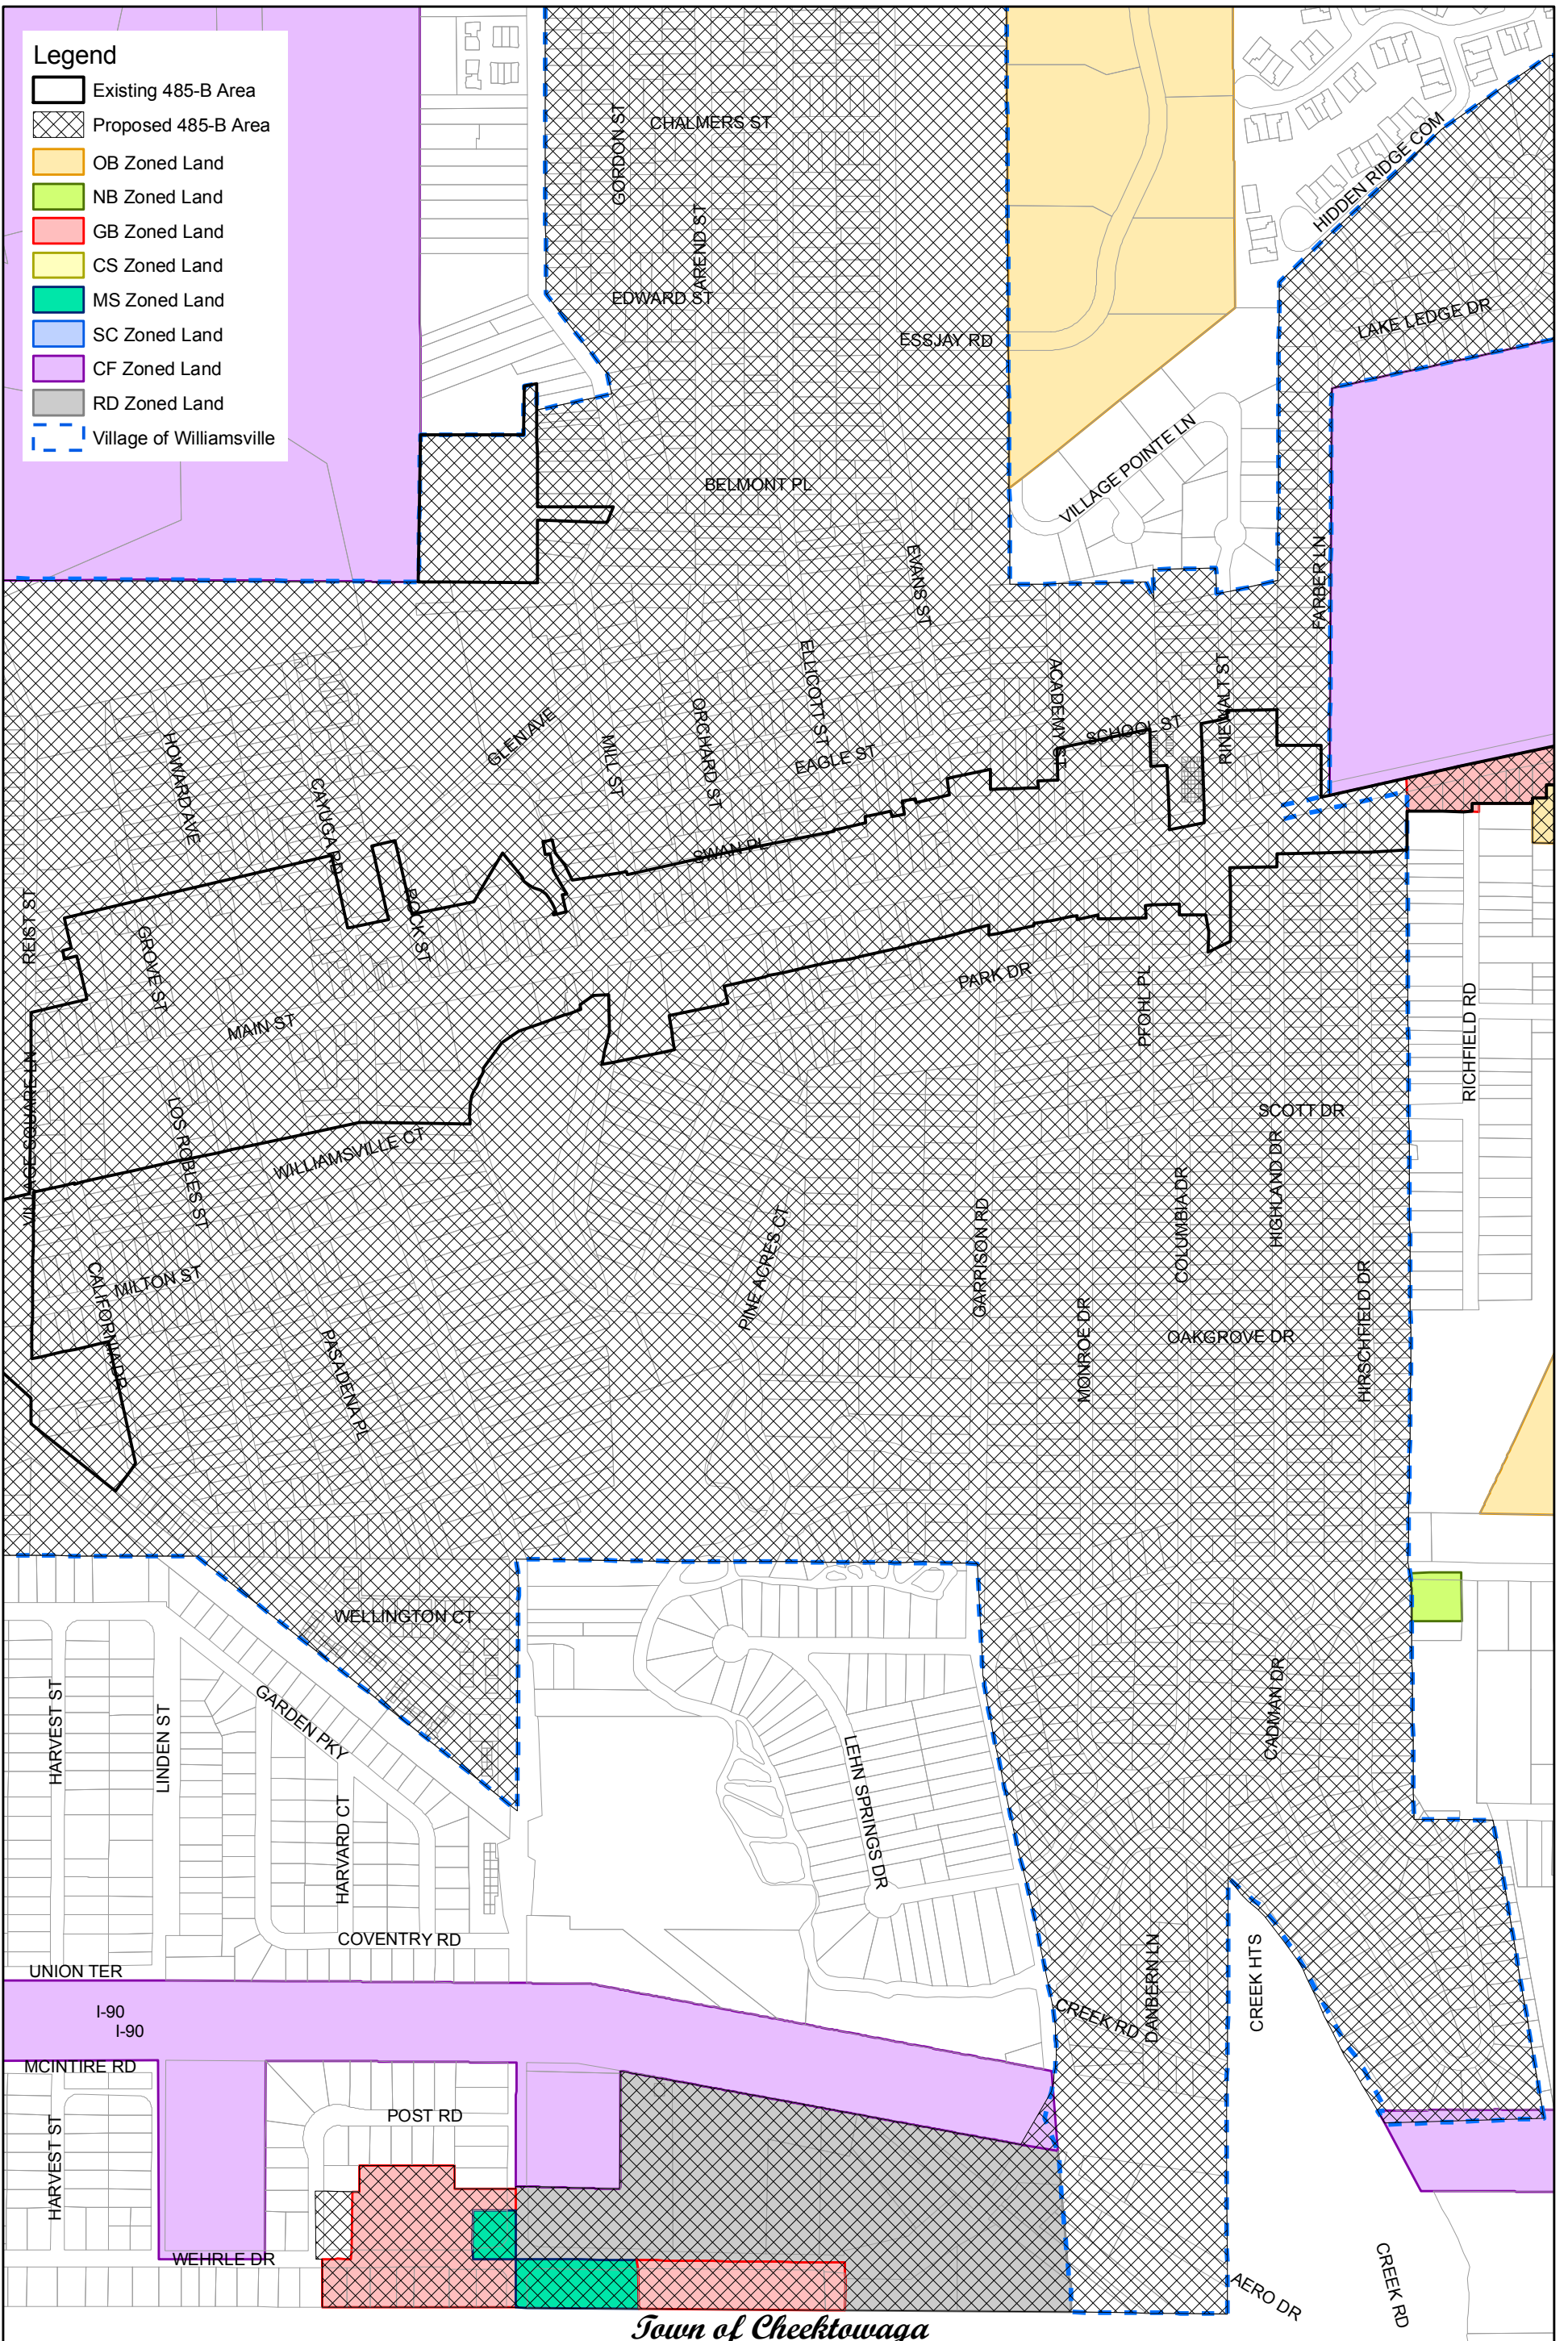 Legend
Existing 485-B Area
Proposed 485-B Area
OB Zoned Land
NB Zoned Land
GB Zoned Land
CS Zoned Land
MS Zoned Land
SC Zoned Land
CF Zoned Land
RD Zoned Land
Village of Williamsville
CHALMERS ST
GORDON ST
HIDDEN RIDGE COM
AREND ST
EDWARD ST
ESSJAY RD
LAKE LEDGE DR
VILLAGE POINTE LN
BELMONT PL
EVANS ST
FARBER LN
ELLICOTT ST
ACADEMY ST
RINEWALT ST
SCHOOL ST
ORCHARD ST
GLEN AVE
MILL ST
EAGLE ST
HOWARD AVE
CAYUGA RD
SWAN PL
REIST ST
ROCK ST
GROVE ST
MAIN ST
PARK DR
PFOHL PL
RICHFIELD RD
VILLAGE SQUARE LN
LOS ROBLES ST
WILLIAMSVILLE CT
SCOTT DR
HIGHLAND DR
COLUMBIA DR
GARRISON RD
PINE ACRES CT
MILTON ST
CALIFORNIA DR
PASADENA PL
MONROE DR
OAKGROVE DR
HIRSCHFIELD DR
WELLINGTON CT
HARVEST ST
LINDEN ST
GARDEN PKY
CADMAN DR
LEHN SPRINGS DR
HARVARD CT
COVENTRY RD
UNION TER
I-90
I-90
CREEK RD
DANBERN LN
CREEK HTS
MCINTIRE RD
HARVEST ST
POST RD
WEHRLE DR
AERO DR
CREEK RD
Town of Cheektowaga